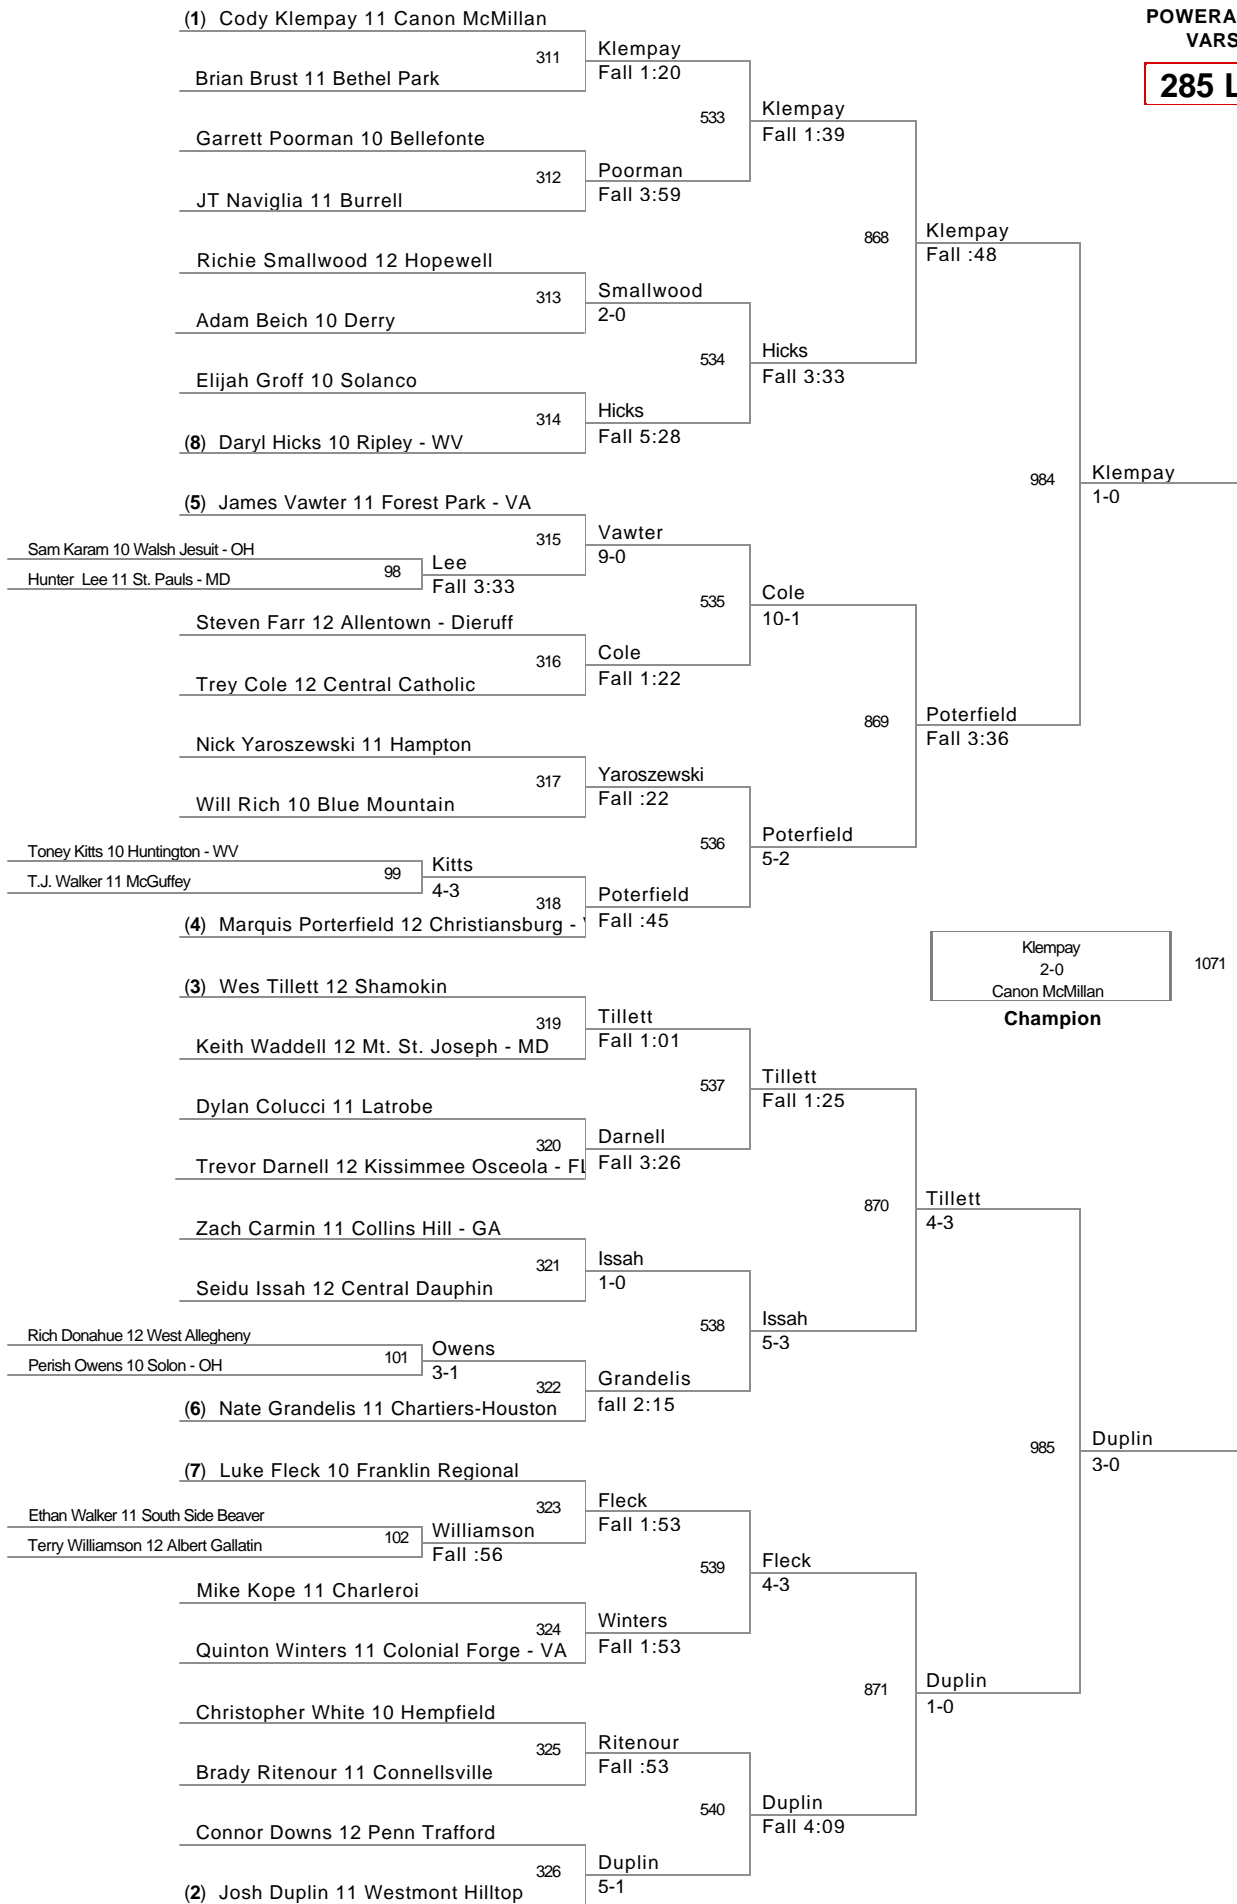 (1) Cody Klempay 11 Canon McMillan
POWERA
VARS
285 L
311
Klempay
Fall 1:20
Brian Brust 11 Bethel Park
533
Klempay
Fall 1:39
Garrett Poorman 10 Bellefonte
312
Poorman
Fall 3:59
JT Naviglia 11 Burrell
868
Klempay
Fall :48
Richie Smallwood 12 Hopewell
313
Smallwood
2-0
Adam Beich 10 Derry
534
Hicks
Fall 3:33
Elijah Groff 10 Solanco
314
Hicks
Fall 5:28
(8) Daryl Hicks 10 Ripley - WV
984
Klempay
1-0
(5) James Vawter 11 Forest Park - VA
315
Vawter
9-0
Sam Karam 10 Walsh Jesuit - OH
98
Lee
Fall 3:33
Hunter Lee 11 St. Pauls - MD
535
Cole
10-1
Steven Farr 12 Allentown - Dieruff
316
Cole
Fall 1:22
Trey Cole 12 Central Catholic
869
Poterfield
Fall 3:36
Nick Yaroszewski 11 Hampton
317
Yaroszewski
Fall :22
Will Rich 10 Blue Mountain
536
Poterfield
5-2
Toney Kitts 10 Huntington - WV
99
Kitts
4-3
T.J. Walker 11 McGuffey
318
Poterfield
Fall :45
(4) Marquis Porterfield 12 Christiansburg -
Klempay
2-0
Canon McMillan
1071
Champion
(3) Wes Tillett 12 Shamokin
319
Tillett
Fall 1:01
Keith Waddell 12 Mt. St. Joseph - MD
537
Tillett
Fall 1:25
Dylan Colucci 11 Latrobe
320
Darnell
Fall 3:26
Trevor Darnell 12 Kissimmee Osceola - FL
870
Tillett
4-3
Zach Carmin 11 Collins Hill - GA
321
Issah
1-0
Seidu Issah 12 Central Dauphin
538
Issah
5-3
Rich Donahue 12 West Allegheny
101
Owens
3-1
Perish Owens 10 Solon - OH
322
Grandelis
fall 2:15
(6) Nate Grandelis 11 Chartiers-Houston
985
Duplin
3-0
(7) Luke Fleck 10 Franklin Regional
323
Fleck
Fall 1:53
Ethan Walker 11 South Side Beaver
102
Williamson
Fall :56
Terry Williamson 12 Albert Gallatin
539
Fleck
4-3
Mike Kope 11 Charleroi
324
Winters
Fall 1:53
Quinton Winters 11 Colonial Forge - VA
871
Duplin
1-0
Christopher White 10 Hempfield
325
Ritenour
Fall :53
Brady Ritenour 11 Connellsville
540
Duplin
Fall 4:09
Connor Downs 12 Penn Trafford
326
Duplin
5-1
(2) Josh Duplin 11 Westmont Hilltop